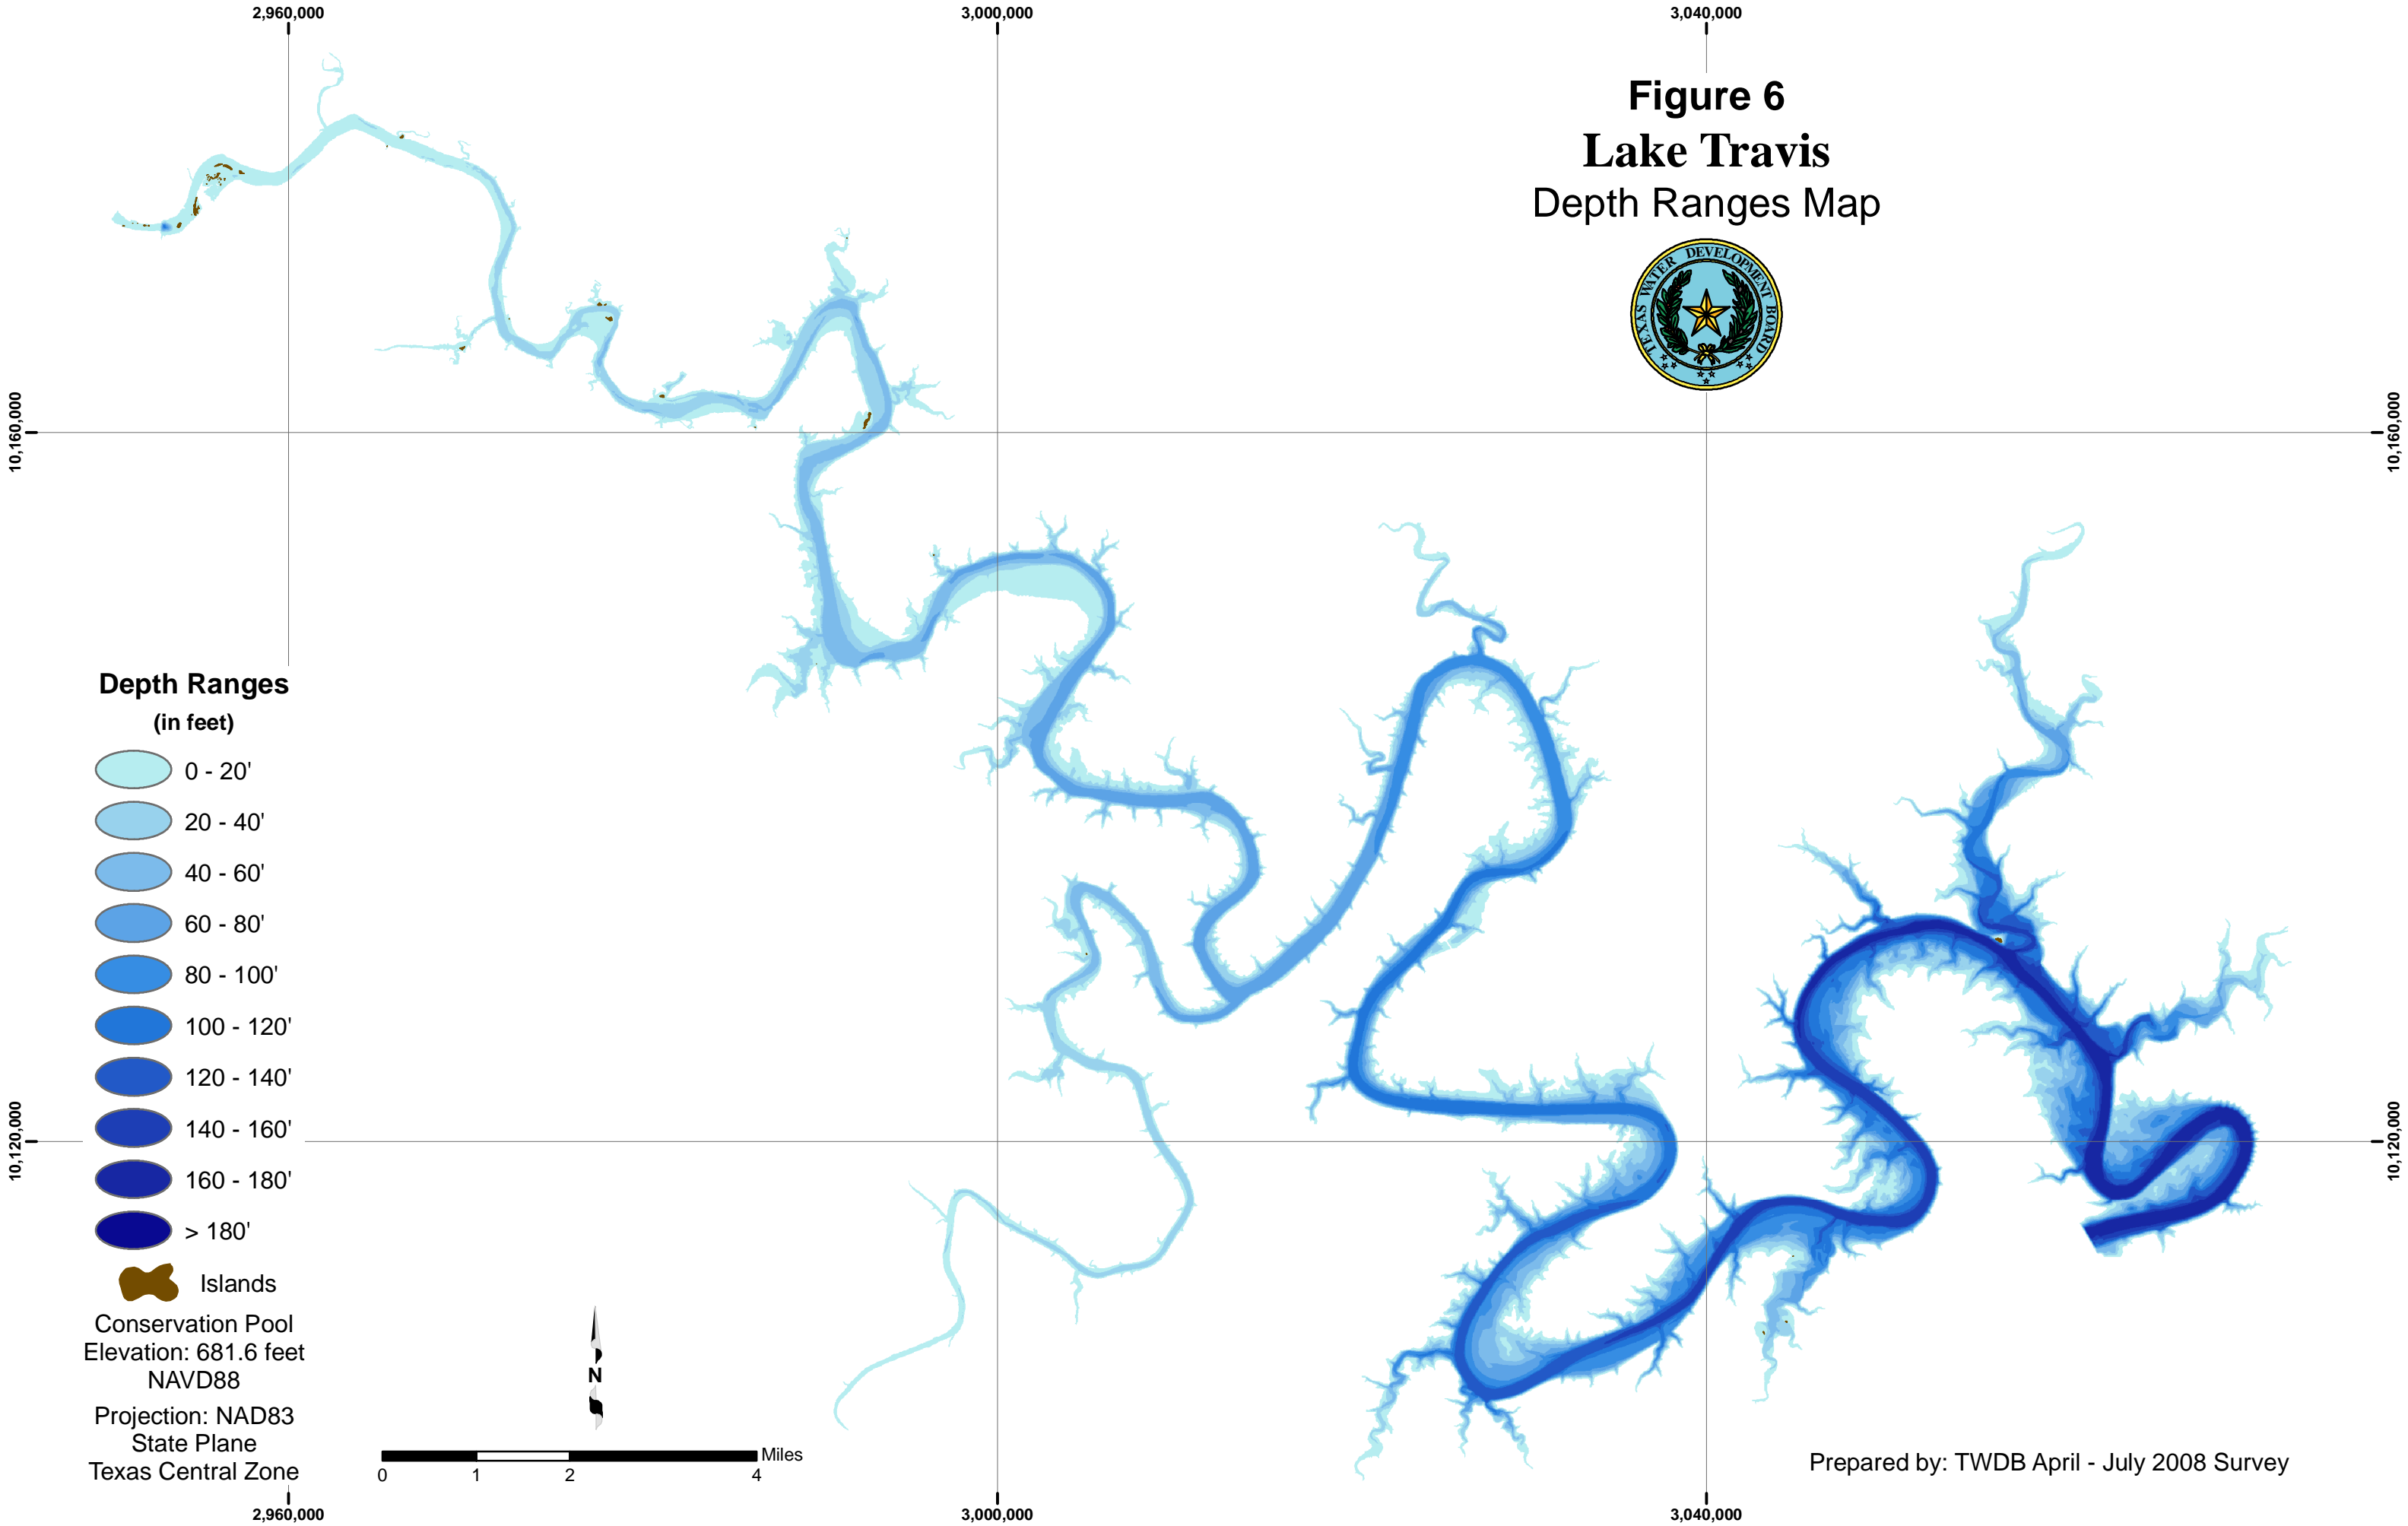 2,960,000
3,000,000
3,040,000
Figure 6
Lake Travis
Depth Ranges Map
TEXAS WATER DEVELOPMENT BOARD
10,160,000
10,160,000
Depth Ranges
(in feet)
0 - 20'
20 - 40'
40 - 60'
60 - 80'
80 - 100'
100 - 120'
120 - 140'
140 - 160'
160 - 180'
> 180'
Islands
10,120,000
10,120,000
Conservation Pool
Elevation: 681.6 feet
NAVD88
Projection: NAD83
State Plane
Texas Central Zone
N
Miles
0 1 2 4
Prepared by: TWDB April - July 2008 Survey
2,960,000
3,000,000
3,040,000